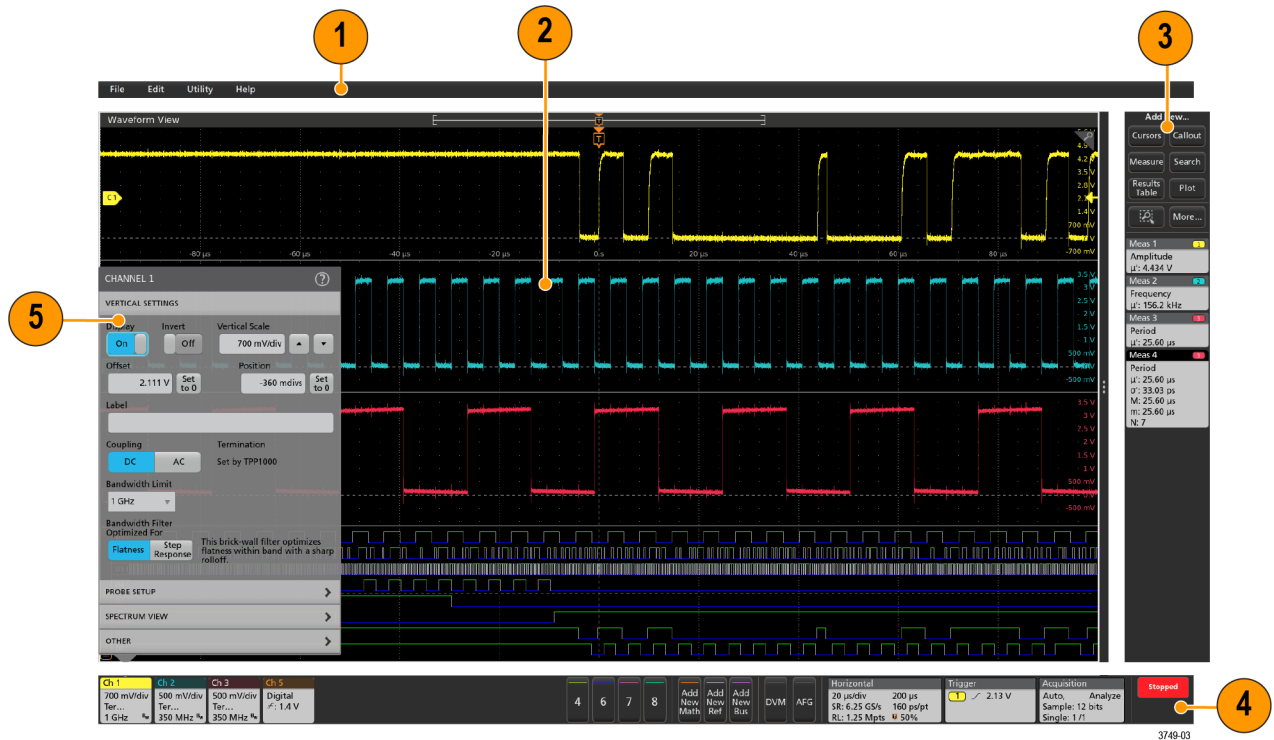 1
2
3
File Edit Utility Help
Waveform View
T
T
Add New...
Cursors Callout
Measure Search
Results Table Plot
More...
C1
4.2 V
3.5 V
2.8 V
1.4 V
700 mV
-700 mV
-80 µs -60 µs -40 µs -20 µs 0 s 20 µs 40 µs 60 µs 80 µs
Meas 1 1
Amplitude
µ': 4.434 V
Meas 2 2
Frequency
µ': 156.2 kHz
Meas 3 3
Period
µ': 25.60 µs
Meas 4 3
Period
µ': 25.60 µs
σ': 33.03 ps
M: 25.60 µs
m: 25.60 µs
N: 7
3.5 V
3 V
2.5 V
2 V
1.5 V
1 V
500 mV
-500 mV
3.5 V
3 V
2.5 V
2 V
1.5 V
1 V
500 mV
-500 mV
5
CHANNEL 1 ?
VERTICAL SETTINGS
Display Invert Vertical Scale
On Off 700 mV/div
Offset Position
2.111 V Set to 0 -360 mdivs Set to 0
Label
Coupling Termination
DC AC Set by TPP1000
Bandwidth Limit
1 GHz
Bandwidth Filter
Optimized For
Flatness Step Response
This brick-wall filter optimizes
flatness within band with a sharp
rolloff.
PROBE SETUP
SPECTRUM VIEW
OTHER
Ch 1
700 mV/div
Ter...
1 GHz
Ch 2
500 mV/div
Ter...
350 MHz
Ch 3
500 mV/div
Ter...
350 MHz
Ch 5
Digital
: 1.4 V
4 6 7 8
Add New Math
Add New Ref
Add New Bus
DVM AFG
Horizontal
20 µs/div 200 µs
SR: 6.25 GS/s 160 ps/pt
RL: 1.25 Mpts 50%
Trigger
1 2.13 V
Acquisition
Auto, Analyze
Sample: 12 bits
Single: 1 /1
Stopped
4
3749-03